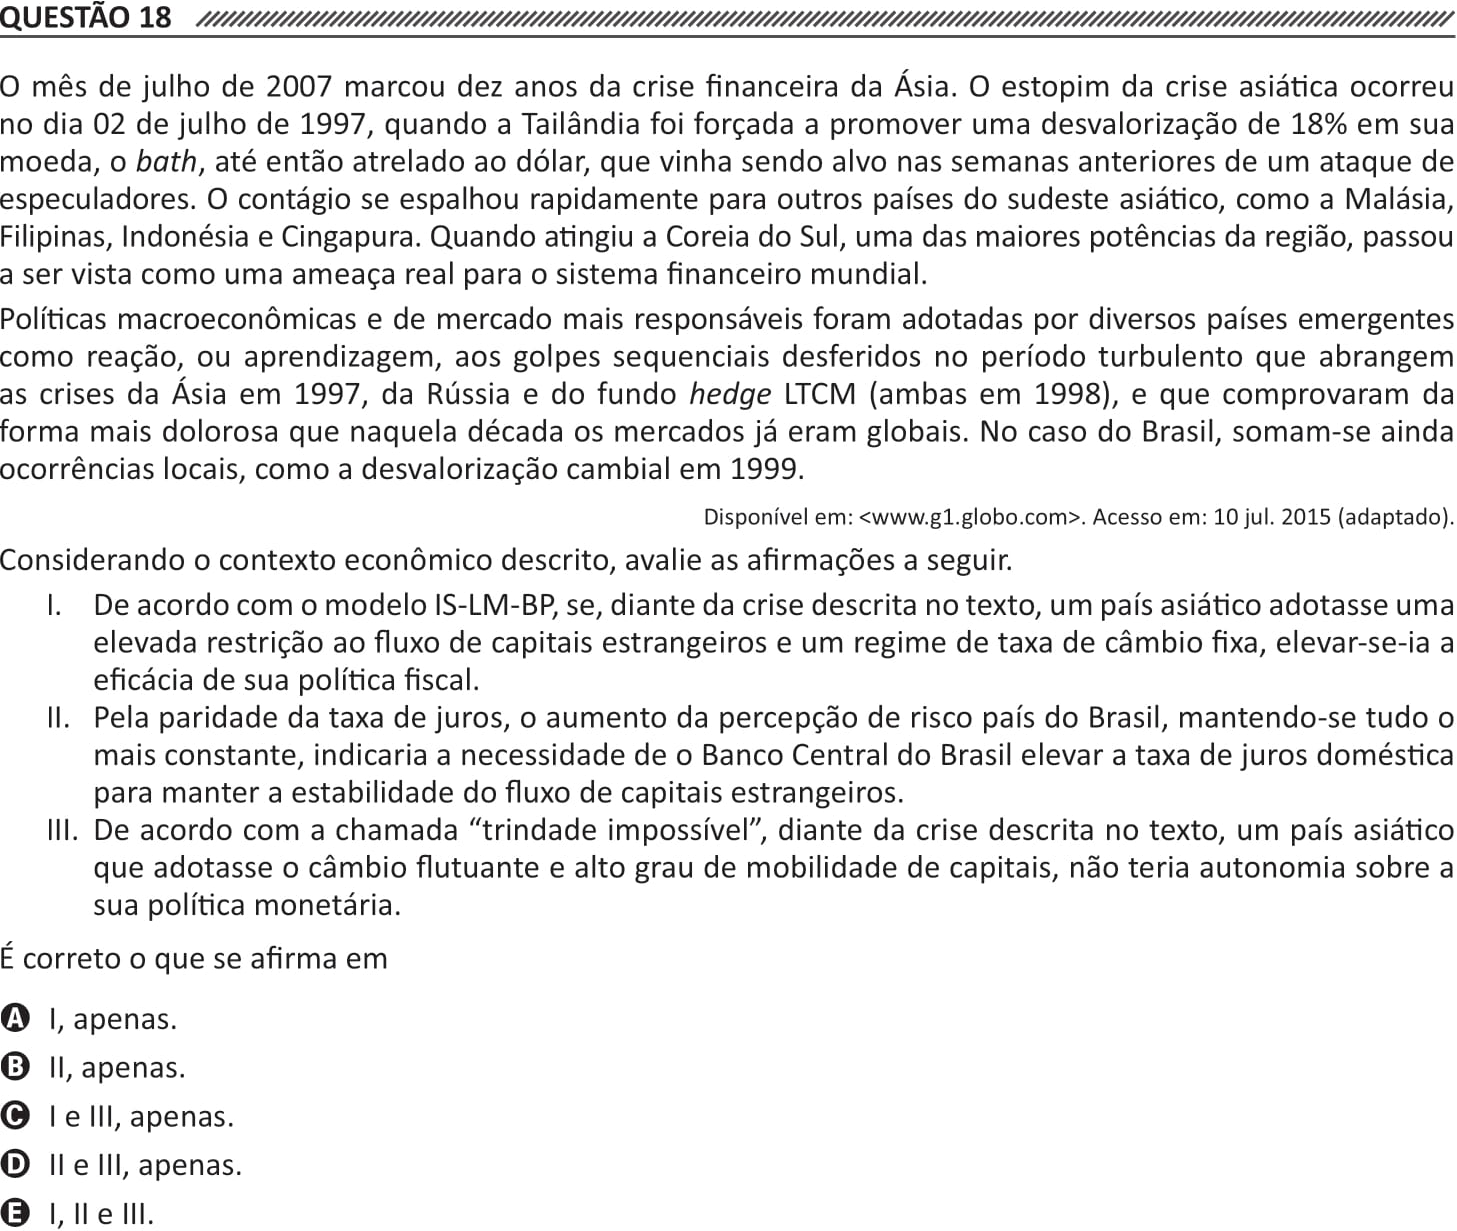 QUESTÃO 18
O mês de julho de 2007 marcou dez anos da crise financeira da Ásia. O estopim da crise asiática ocorreu
no dia 02 de julho de 1997, quando a Tailândia foi forçada a promover uma desvalorização de 18% em sua
moeda, o bath, até então atrelado ao dólar, que vinha sendo alvo nas semanas anteriores de um ataque de
especuladores. O contágio se espalhou rapidamente para outros países do sudeste asiático, como a Malásia,
Filipinas, Indonésia e Cingapura. Quando atingiu a Coreia do Sul, uma das maiores potências da região, passou
a ser vista como uma ameaça real para o sistema financeiro mundial.
Políticas macroeconômicas e de mercado mais responsáveis foram adotadas por diversos países emergentes
como reação, ou aprendizagem, aos golpes sequenciais desferidos no período turbulento que abrangem
as crises da Ásia em 1997, da Rússia e do fundo hedge LTCM (ambas em 1998), e que comprovaram da
forma mais dolorosa que naquela década os mercados já eram globais. No caso do Brasil, somam-se ainda
ocorrências locais, como a desvalorização cambial em 1999.
Disponível em: <www.g1.globo.com>. Acesso em: 10 jul. 2015 (adaptado).
Considerando o contexto econômico descrito, avalie as afirmações a seguir.
I. De acordo com o modelo IS-LM-BP, se, diante da crise descrita no texto, um país asiático adotasse uma
elevada restrição ao fluxo de capitais estrangeiros e um regime de taxa de câmbio fixa, elevar-se-ia a
eficácia de sua política fiscal.
II. Pela paridade da taxa de juros, o aumento da percepção de risco país do Brasil, mantendo-se tudo o
mais constante, indicaria a necessidade de o Banco Central do Brasil elevar a taxa de juros doméstica
para manter a estabilidade do fluxo de capitais estrangeiros.
III. De acordo com a chamada “trindade impossível”, diante da crise descrita no texto, um país asiático
que adotasse o câmbio flutuante e alto grau de mobilidade de capitais, não teria autonomia sobre a
sua política monetária.
É correto o que se afirma em
A I, apenas.
B II, apenas.
C I e III, apenas.
D II e III, apenas.
E I, II e III.